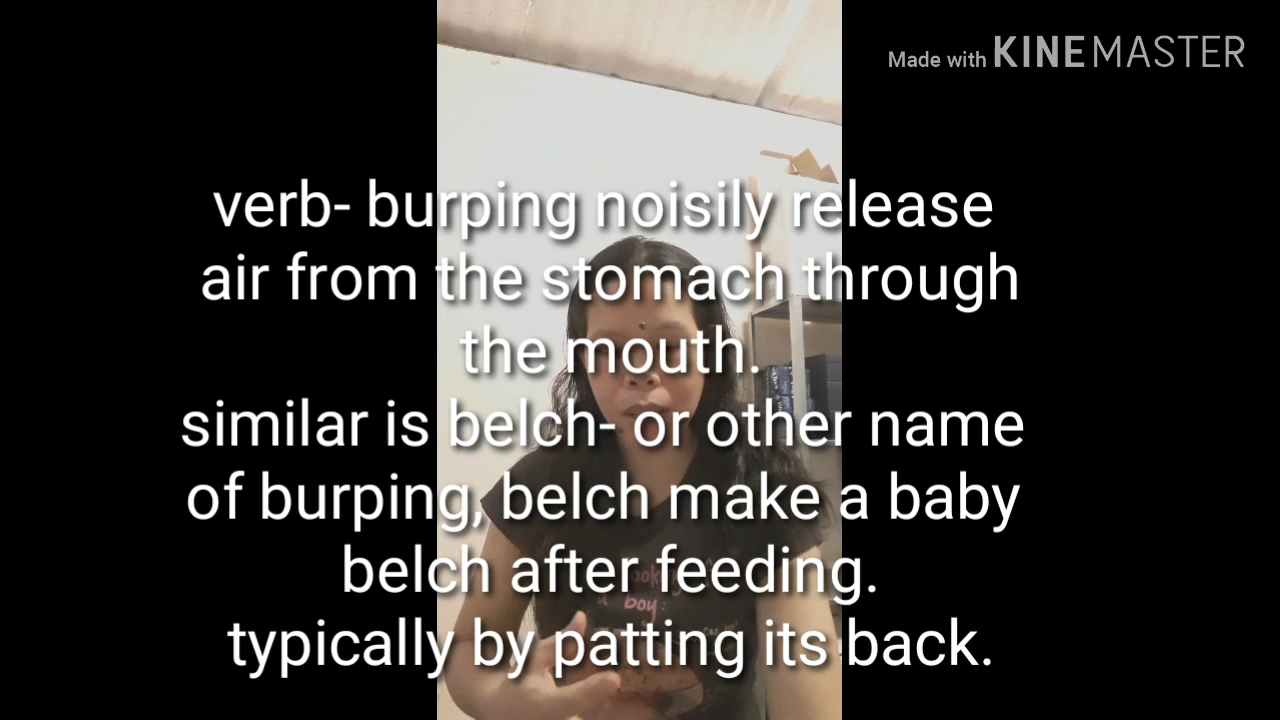 Made with KINEMASTER
verb- burping noisily release
air from the stomach through
the mouth.
similar is belch- or other name
of burping, belch make a baby
belch after feeding.
typically by patting its back.
boy: